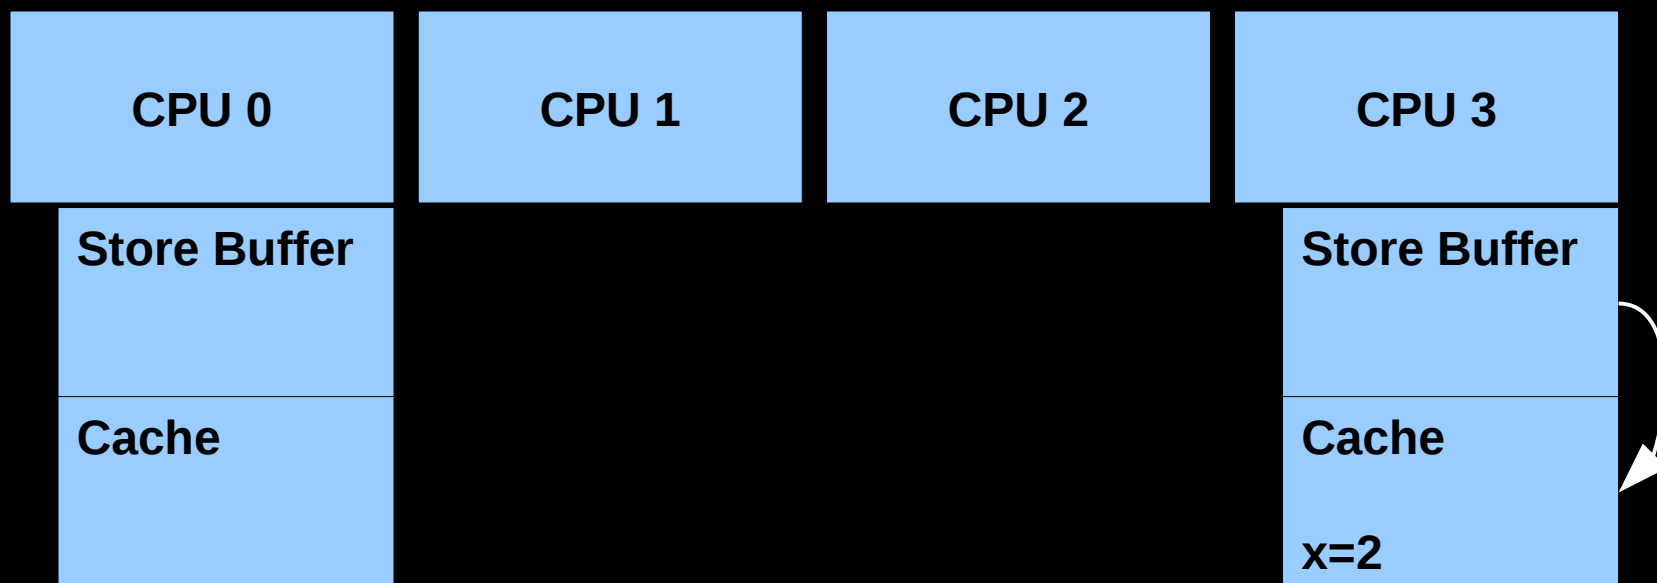 CPU 0
CPU 1
CPU 2
CPU 3
Store Buffer
Store Buffer
Cache
Cache
x=2